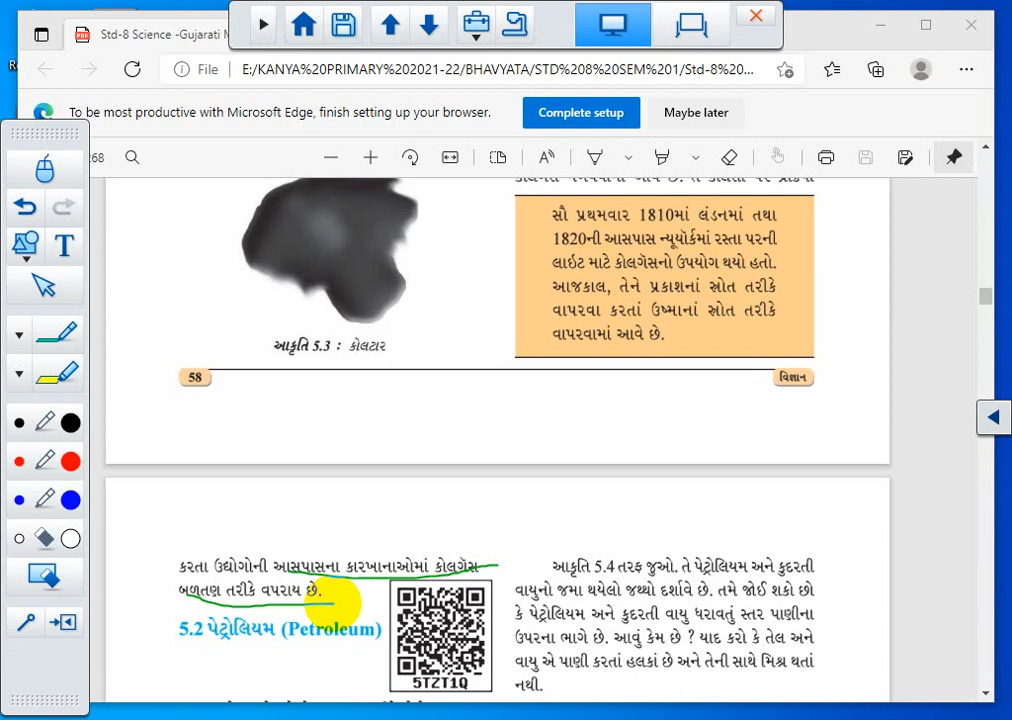 Std-8 Science -Gujarati M
File
E:/KANYA%20PRIMARY%202021-22/BHAVYATA/STD%208%20SEM%201/Std-8%20...
To be most productive with Microsoft Edge, finish setting up your browser.
Complete setup
Maybe later
68
સૌ પ્રથમવાર 1810માં લંડનમાં તથા
1820ની આસપાસ ન્યૂયૉર્કમાં રસ્તા પરની
લાઇટ માટે કોલગૅસનો ઉપયોગ થયો હતો.
આજકાલ, તેને પ્રકાશનાં સ્રોત તરીકે
વાપરવા કરતાં ઉષ્માનાં સ્રોત તરીકે
વાપરવામાં આવે છે.
આકૃતિ 5.3 : કોલટાર
58
વિજ્ઞાન
કરતા ઉદ્યોગોની આસપાસના કારખાનાઓમાં કોલગૅસ
બળતણ તરીકે વપરાય છે.
5.2 પેટ્રોલિયમ (Petroleum)
5TZT1Q
આકૃતિ 5.4 તરફ જુઓ. તે પેટ્રોલિયમ અને કુદરતી
વાયુનો જમા થયેલો જથ્થો દર્શાવે છે. તમે જોઈ શકો છો
કે પેટ્રોલિયમ અને કુદરતી વાયુ ધરાવતું સ્તર પાણીના
ઉપરના ભાગે છે. આવું કેમ છે ? યાદ કરો કે તેલ અને
વાયુ એ પાણી કરતાં હલકાં છે અને તેની સાથે મિશ્ર થતાં
નથી.